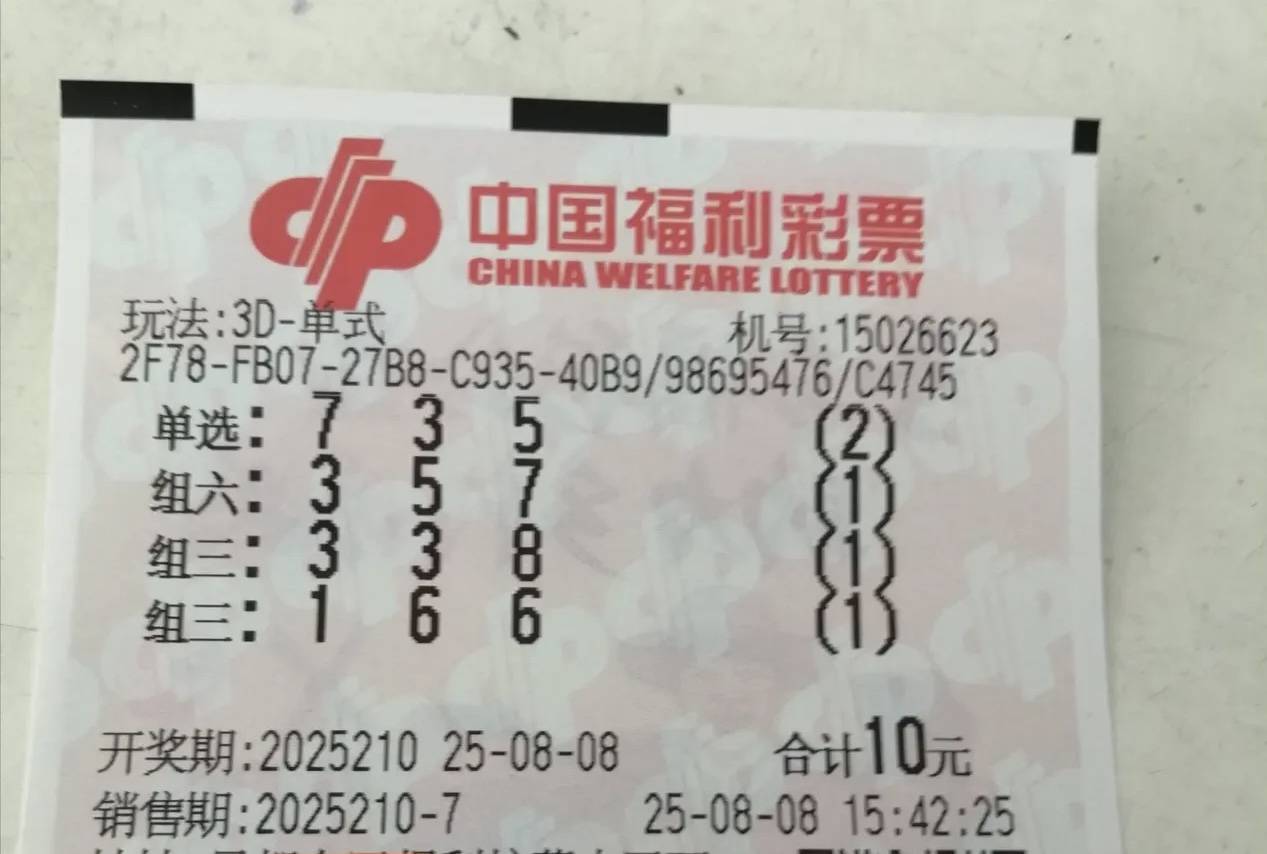 中国福利彩票
CHINA WELFARE LOTTERY
玩法:3D-单式 机号:15026623
2F78-FB07-27B8-C935-40B9/98695476/C4745
单选: 7 3 5 (2)
组六: 3 5 7 (1)
组三: 3 3 8 (1)
组三: 1 6 6 (1)
开奖期:2025210 25-08-08 合计10元
销售期:2025210-7 25-08-08 15:42:25